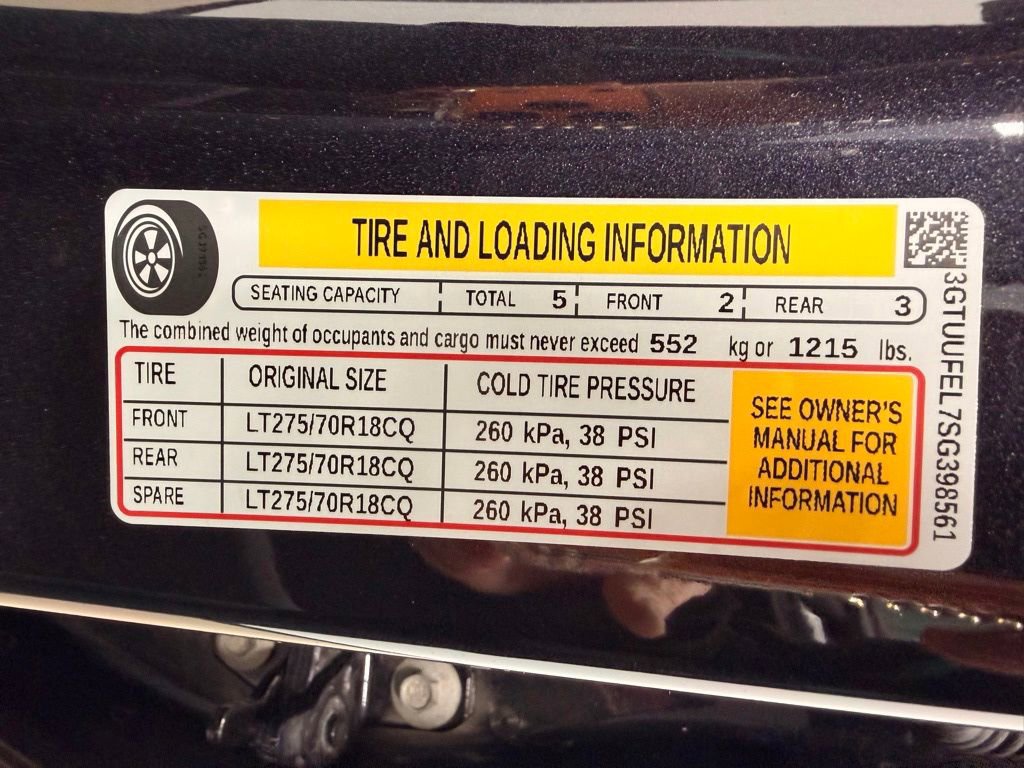 TIRE AND LOADING INFORMATION
SEATING CAPACITY TOTAL 5 FRONT 2 REAR 3
The combined weight of occupants and cargo must never exceed 552 kg or 1215 lbs.
TIRE ORIGINAL SIZE COLD TIRE PRESSURE
FRONT LT275/70R18CQ 260 kPa, 38 PSI
REAR LT275/70R18CQ 260 kPa, 38 PSI
SPARE LT275/70R18CQ 260 kPa, 38 PSI
SEE OWNER'S
MANUAL FOR
ADDITIONAL
INFORMATION
3GTUUFEL7SG398561